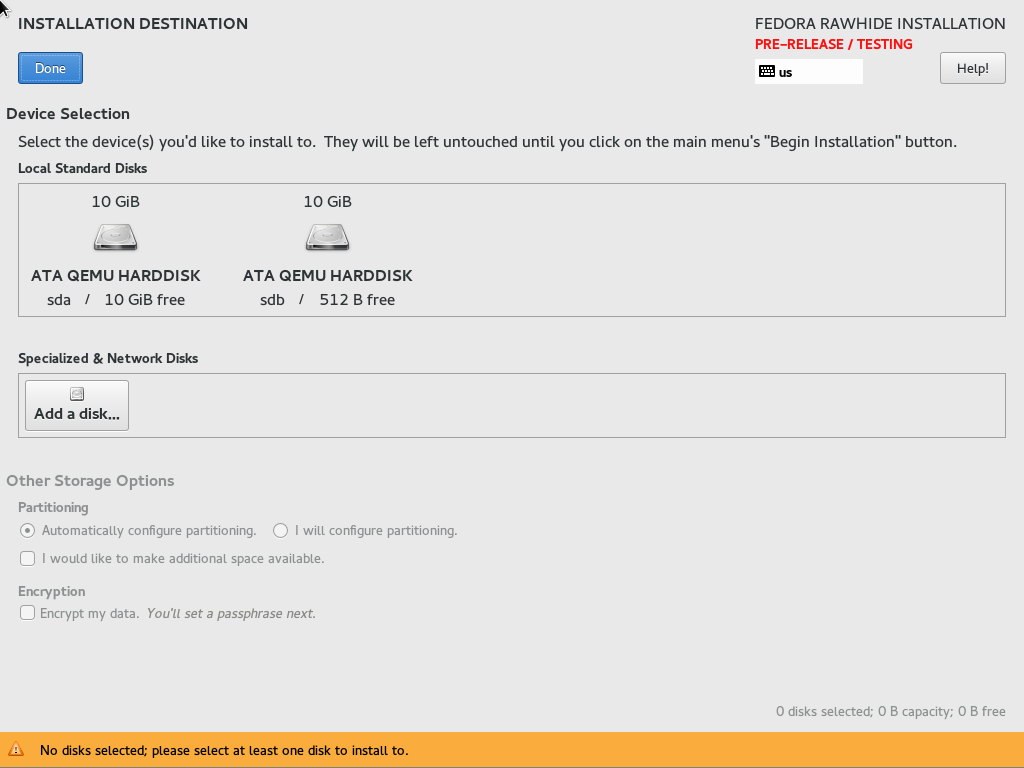 INSTALLATION DESTINATION
FEDORA RAWHIDE INSTALLATION
PRE-RELEASE / TESTING
Done
us
Help!
Device Selection
Select the device(s) you'd like to install to.  They will be left untouched until you click on the main menu's "Begin Installation" button.
Local Standard Disks
10 GiB
ATA QEMU HARDDISK
sda / 10 GiB free
10 GiB
ATA QEMU HARDDISK
sdb / 512 B free
Specialized & Network Disks
Add a disk...
Other Storage Options
Partitioning
Automatically configure partitioning. I will configure partitioning.
I would like to make additional space available.
Encryption
Encrypt my data. You'll set a passphrase next.
0 disks selected; 0 B capacity; 0 B free
No disks selected; please select at least one disk to install to.